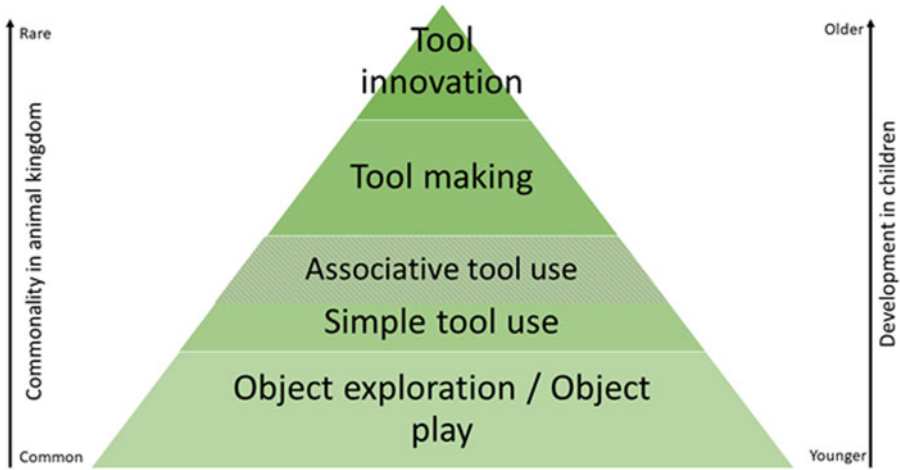 Rare
Older
Tool
innovation
Tool making
Associative tool use
Simple tool use
Object exploration / Object
play
Commonality in animal kingdom
Development in children
Common
Younger